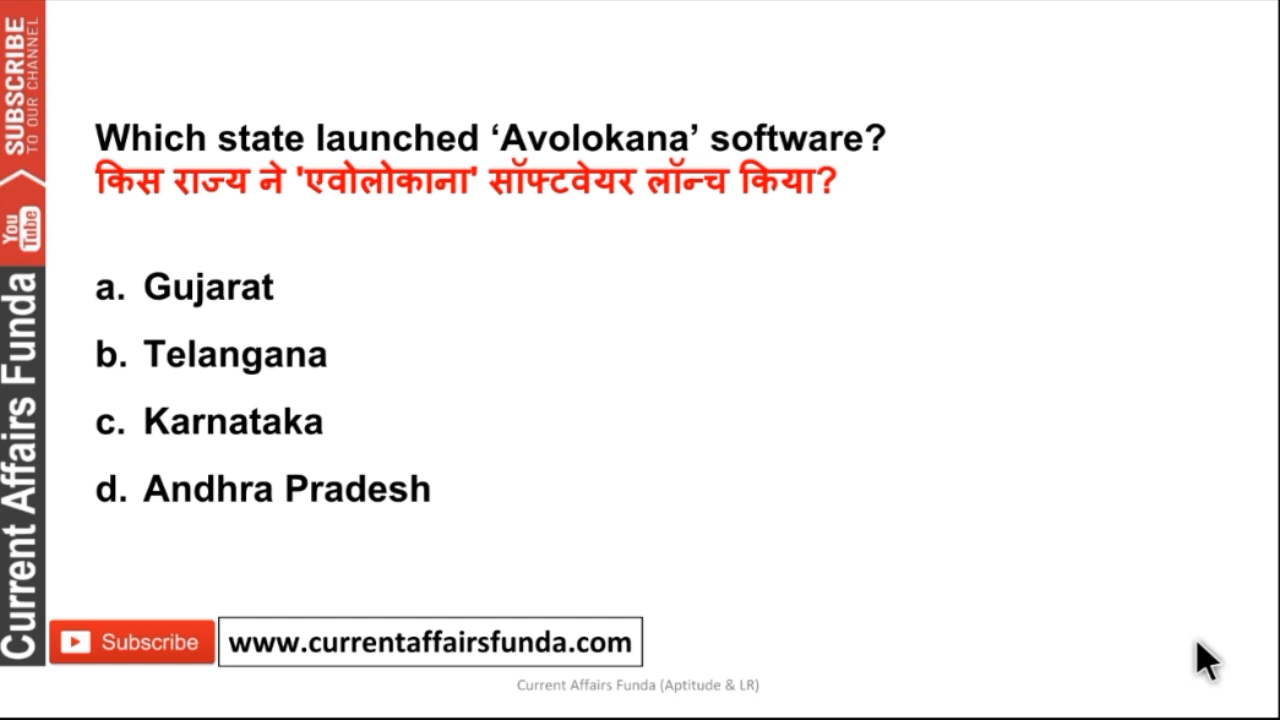 Which state launched ‘Avolokana’ software?
किस राज्य ने 'एवोलोकाना' सॉफ्टवेयर लॉन्च किया?
a. Gujarat
b. Telangana
c. Karnataka
d. Andhra Pradesh
SUBSCRIBE
TO OUR CHANNEL
You
Tube
Current Affairs Funda
Subscribe
www.currentaffairsfunda.com
Current Affairs Funda (Aptitude & LR)